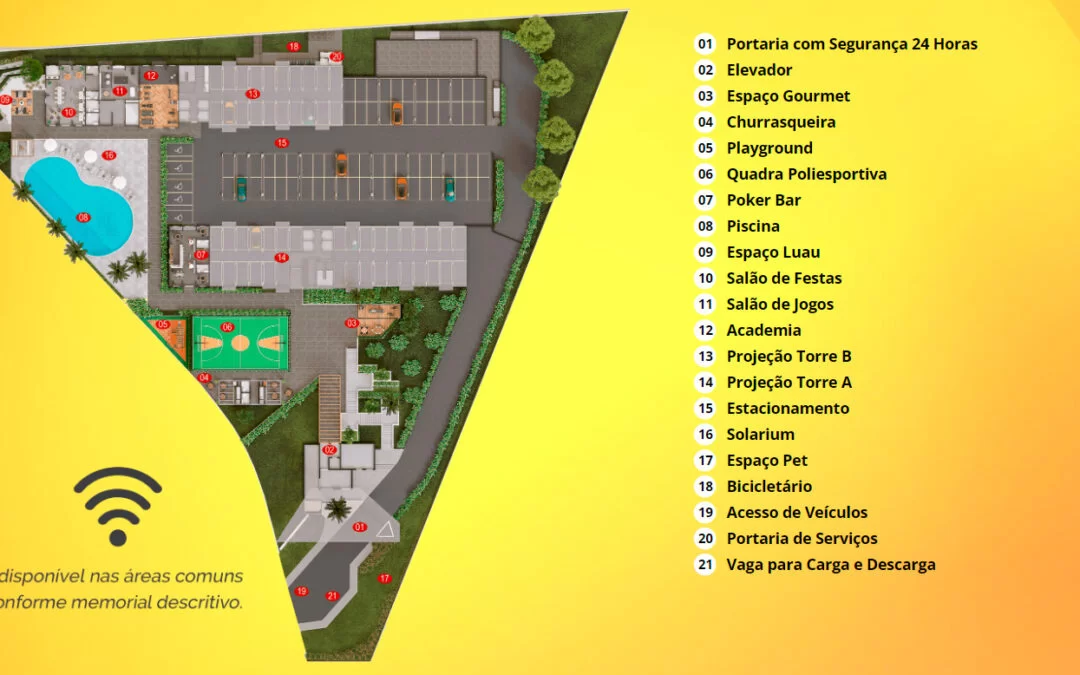 18
20
12
11
13
09
10
15
16
08
07
14
05
06
03
04
02
01
17
19
21
disponível nas áreas comuns
onforme memorial descritivo.
01 Portaria com Segurança 24 Horas
02 Elevador
03 Espaço Gourmet
04 Churrasqueira
05 Playground
06 Quadra Poliesportiva
07 Poker Bar
08 Piscina
09 Espaço Luau
10 Salão de Festas
11 Salão de Jogos
12 Academia
13 Projeção Torre B
14 Projeção Torre A
15 Estacionamento
16 Solarium
17 Espaço Pet
18 Bicicletário
19 Acesso de Veículos
20 Portaria de Serviços
21 Vaga para Carga e Descarga